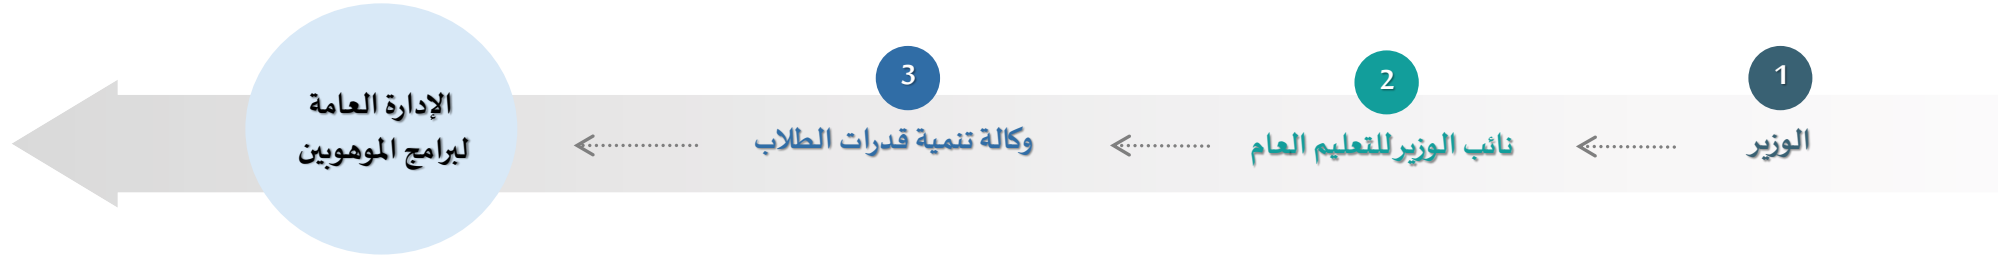 1
الوزير
2
نائب الوزير للتعليم العام
3
وكالة تنمية قدرات الطلاب
الإدارة العامة
لبرامج الموهوبين